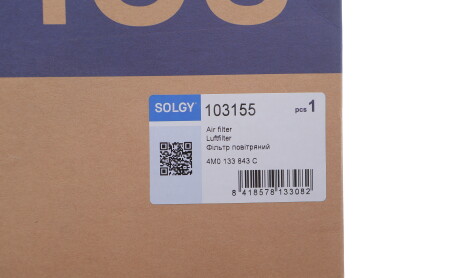 SOLGY 103155 pcs 1
Air filter
Luftfilter
Фільтр повітряний
4M0 133 843 C
8 418578 133082